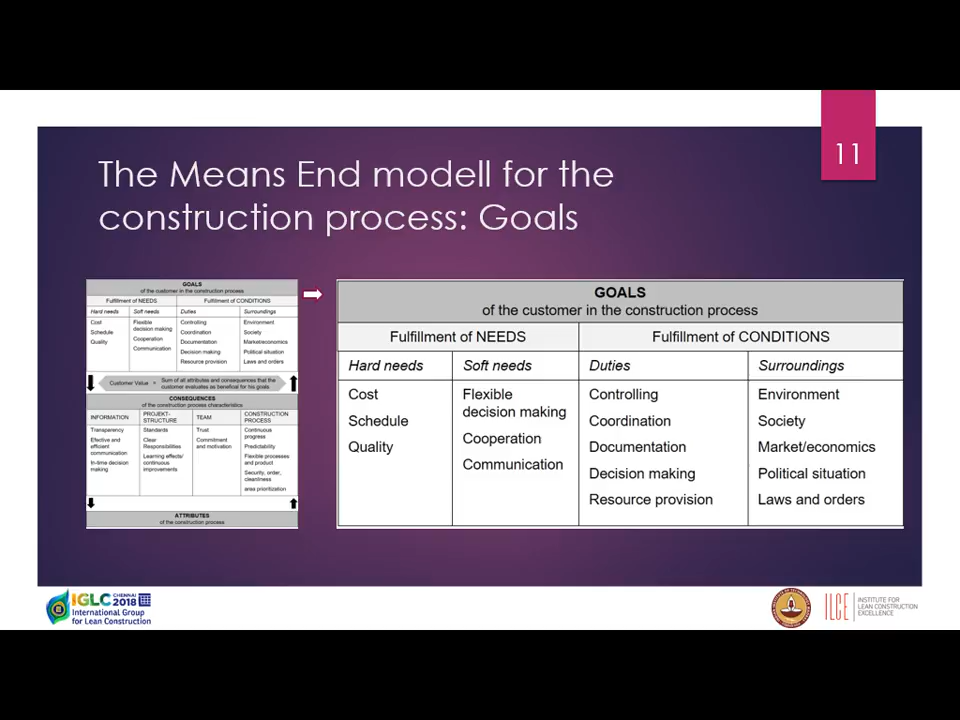 11
The Means End modell for the
construction process: Goals
GOALS
of the customer in the construction process
Fulfillment of NEEDS
Fulfillment of CONDITIONS
Hard needs
Soft needs
Duties
Surroundings
Cost
Schedule
Quality
Flexible
decision making
Cooperation
Communication
Controlling
Coordination
Documentation
Decision making
Resource provision
Environment
Society
Market/economics
Political situation
Laws and orders
Customer Value = Sum of all attributes and consequences that the
customer evaluates as beneficial for his goals
CONSEQUENCES
of the construction process characteristics
INFORMATION
PROJEKT-
STRUCTURE
TEAM
CONSTRUCTION
PROCESS
Transparency
Effective and
efficient
communication
In-time decision
making
Standards
Clear
Responsibilities
Learning effects/
continuous
improvements
Trust
Commitment
and motivation
Continuous
progress
Predictability
Flexible processes
and product
Security, order,
cleanliness
area prioritization
ATTRIBUTES
of the construction process
GOALS
of the customer in the construction process
Fulfillment of NEEDS
Fulfillment of CONDITIONS
Hard needs
Soft needs
Duties
Surroundings
Cost
Schedule
Quality
Flexible
decision making
Cooperation
Communication
Controlling
Coordination
Documentation
Decision making
Resource provision
Environment
Society
Market/economics
Political situation
Laws and orders
IGLC CHENNAI 2018
International Group
for Lean Construction
ILCE
INSTITUTE FOR
LEAN CONSTRUCTION
EXCELLENCE